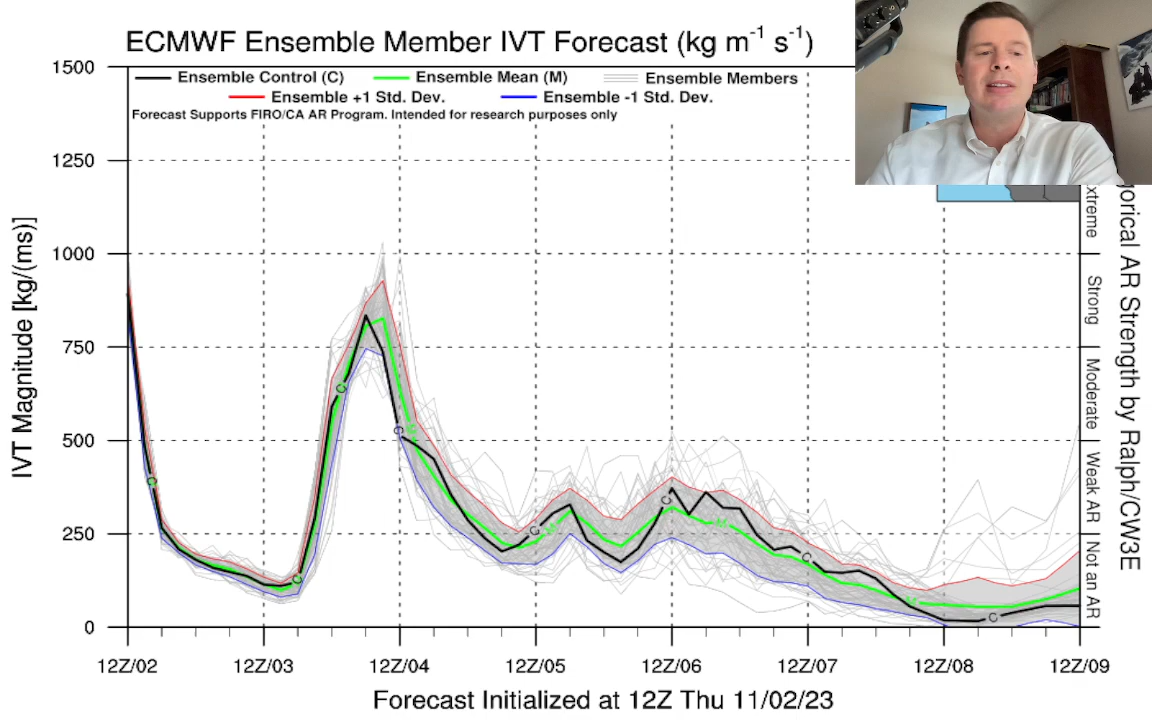 ECMWF Ensemble Member IVT Forecast (kg m⁻¹ s⁻¹)
Ensemble Control (C) Ensemble Mean (M) Ensemble Members
Ensemble +1 Std. Dev. Ensemble -1 Std. Dev.
Forecast Supports FIRO/CA AR Program. Intended for research purposes only
IVT Magnitude [kg/(ms)]
1500
1250
1000
750
500
250
0
Strong
Moderate
Weak AR
Not an AR
AR Strength by Ralph/CW3E
12Z/02 12Z/03 12Z/04 12Z/05 12Z/06 12Z/07 12Z/08 12Z/09
Forecast Initialized at 12Z Thu 11/02/23